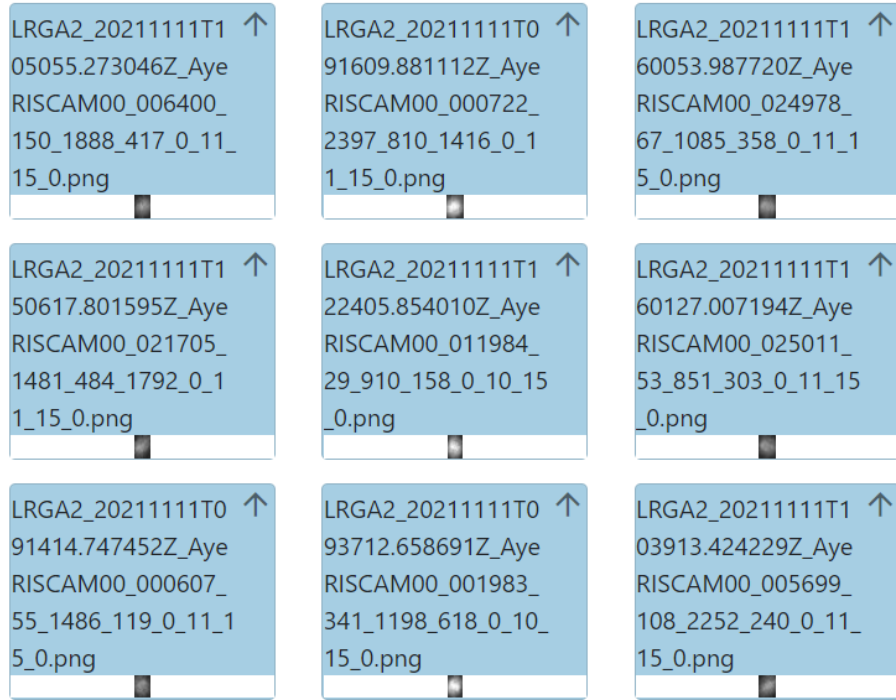 LRGA2_20211111T1
05055.273046Z_Aye
RISCAM00_006400_
150_1888_417_0_11_
15_0.png
LRGA2_20211111T0
91609.881112Z_Aye
RISCAM00_000722_
2397_810_1416_0_1
1_15_0.png
LRGA2_20211111T1
60053.987720Z_Aye
RISCAM00_024978_
67_1085_358_0_11_1
5_0.png
LRGA2_20211111T1
50617.801595Z_Aye
RISCAM00_021705_
1481_484_1792_0_1
1_15_0.png
LRGA2_20211111T1
22405.854010Z_Aye
RISCAM00_011984_
29_910_158_0_10_15
_0.png
LRGA2_20211111T1
60127.007194Z_Aye
RISCAM00_025011_
53_851_303_0_11_15
_0.png
LRGA2_20211111T0
91414.747452Z_Aye
RISCAM00_000607_
55_1486_119_0_11_1
5_0.png
LRGA2_20211111T0
93712.658691Z_Aye
RISCAM00_001983_
341_1198_618_0_10_
15_0.png
LRGA2_20211111T1
03913.424229Z_Aye
RISCAM00_005699_
108_2252_240_0_11_
15_0.png